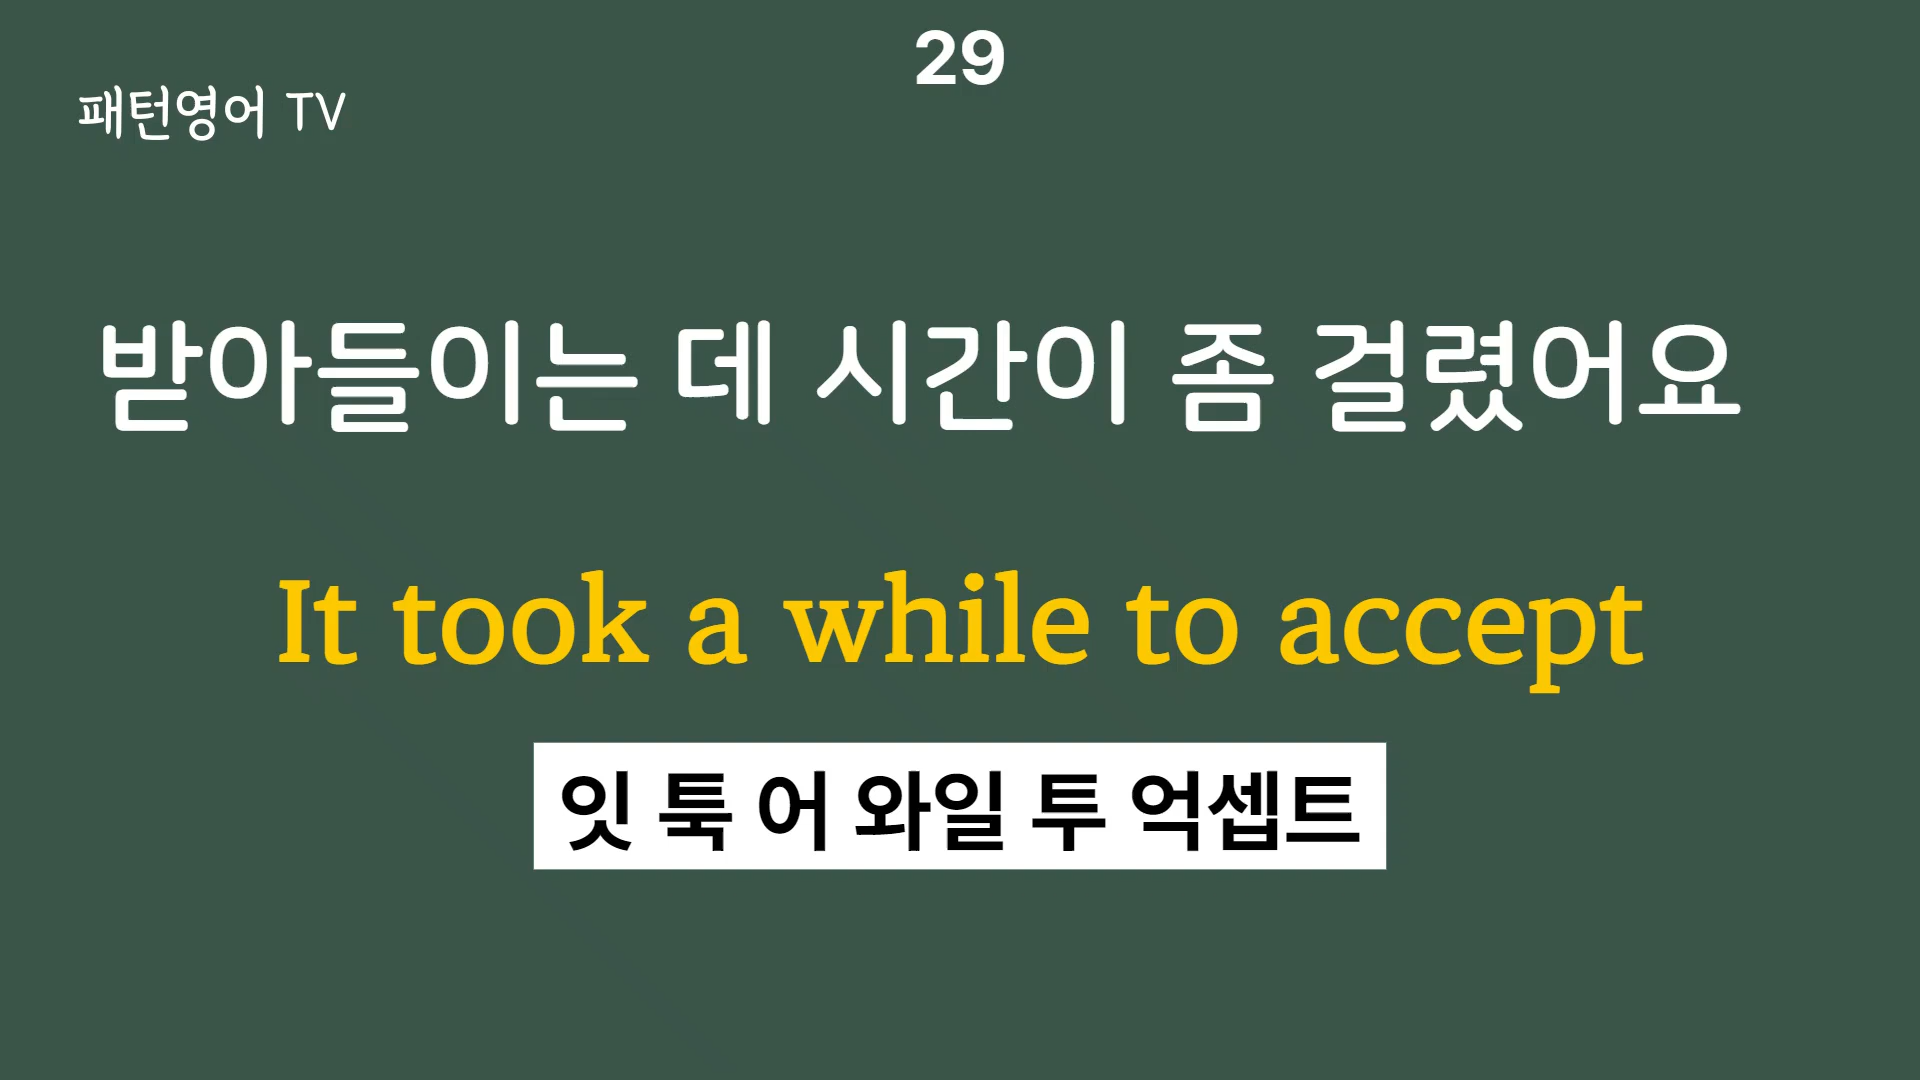 29
패턴영어 TV
받아들이는 데 시간이 좀 걸렸어요
It took a while to accept
잇 툭 어 와일 투 억셉트